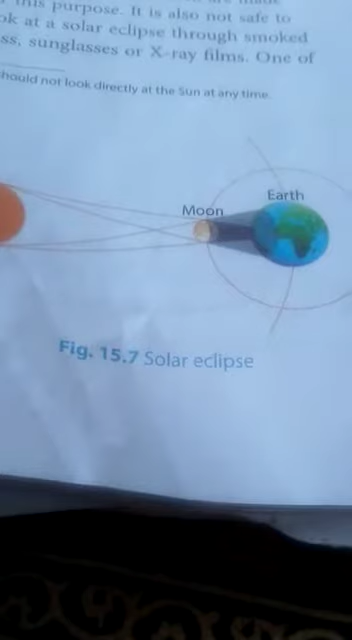 this purpose. It is also not safe to
ok at a solar eclipse through smoked
ss, sunglasses or X-ray films. One of
hould not look directly at the Sun at any time.
Earth
Moon
Fig. 15.7 Solar eclipse